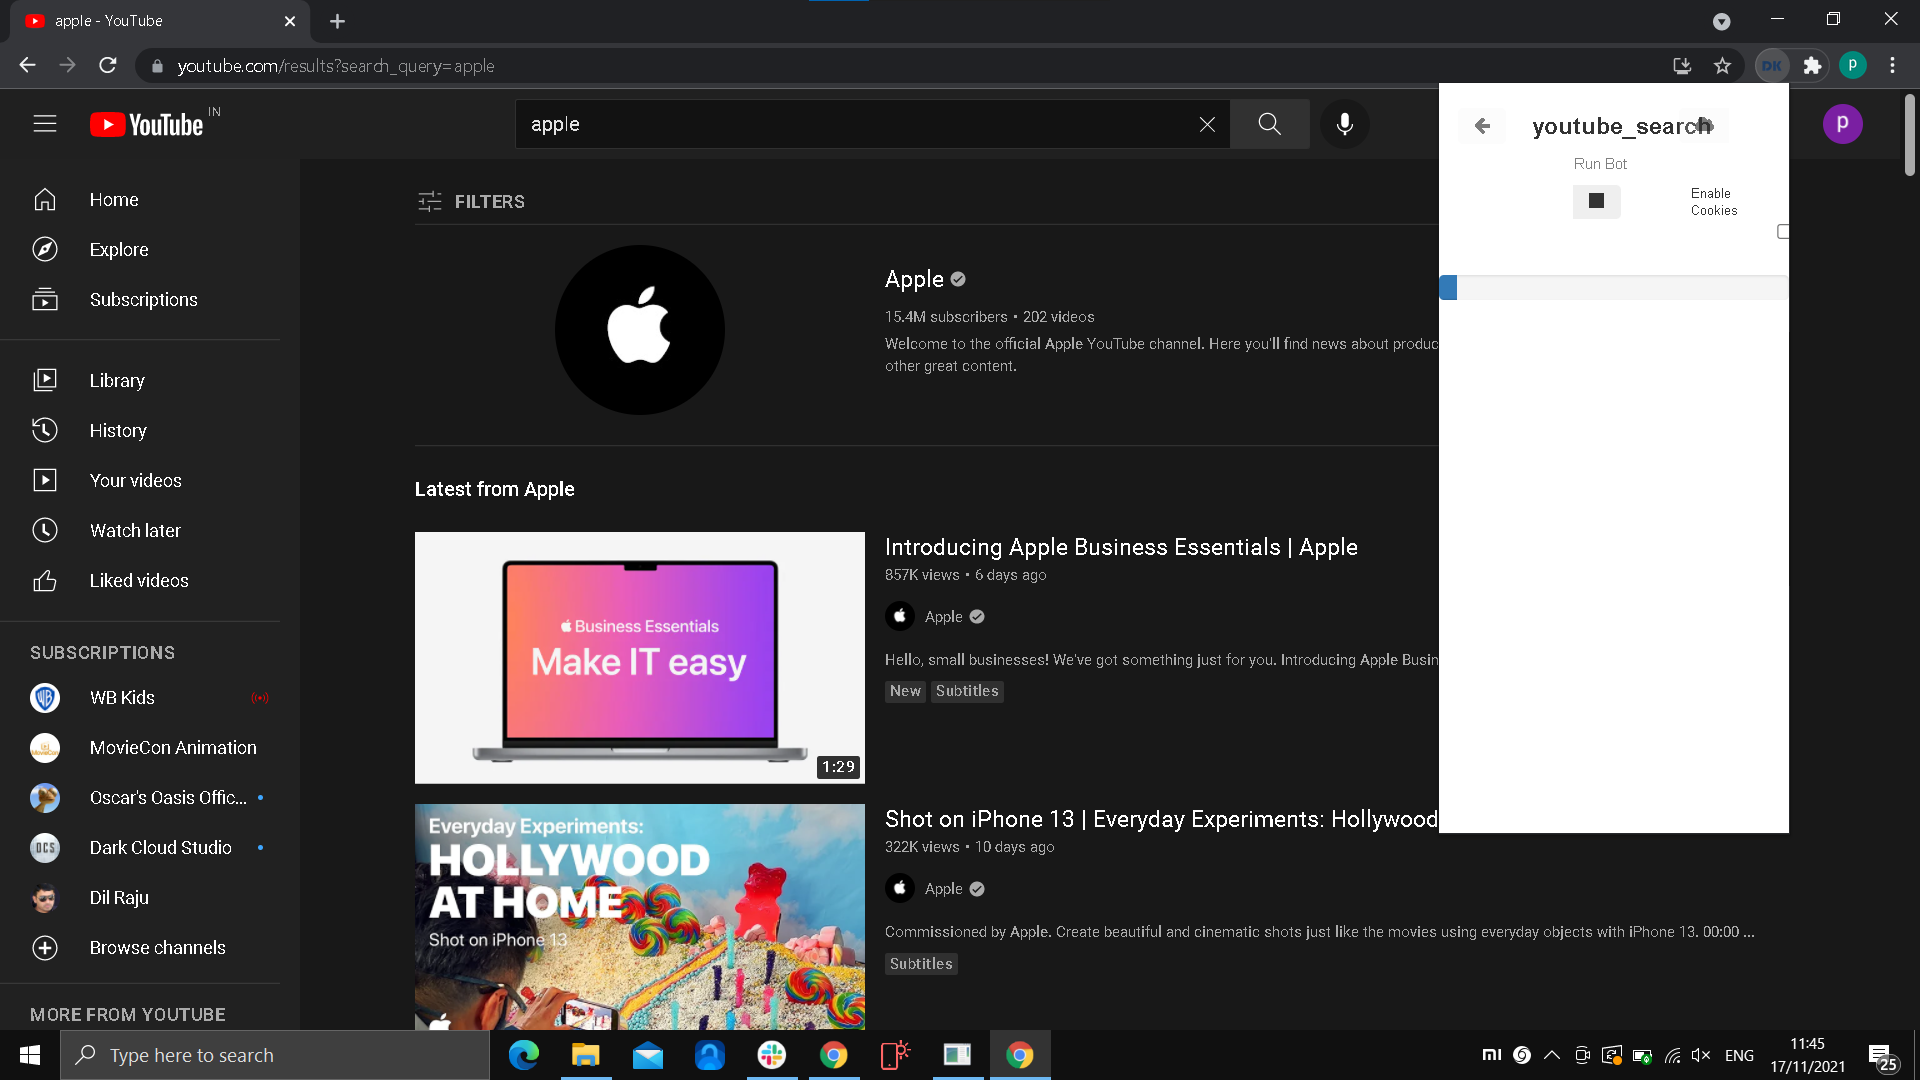 apple - YouTube
youtube.com/results?search_query=apple
DK
p
YouTube IN
apple
p
Home
Explore
Subscriptions
Library
History
Your videos
Watch later
Liked videos
SUBSCRIPTIONS
WB Kids
MovieCon Animation
Oscar's Oasis Offic...
DCS
Dark Cloud Studio
Dil Raju
Browse channels
MORE FROM YOUTUBE
FILTERS
Apple
15.4M subscribers • 202 videos
Welcome to the official Apple YouTube channel. Here you'll find news about produc
other great content.
Latest from Apple
Business Essentials
Make IT easy
1:29
Introducing Apple Business Essentials | Apple
857K views • 6 days ago
Apple
Hello, small businesses! We've got something just for you. Introducing Apple Busin
New Subtitles
Everyday Experiments:
HOLLYWOOD
AT HOME
Shot on iPhone 13
Shot on iPhone 13 | Everyday Experiments: Hollywood
322K views • 10 days ago
Apple
Commissioned by Apple. Create beautiful and cinematic shots just like the movies using everyday objects with iPhone 13. 00:00 ...
Subtitles
youtube_search
Run Bot
Enable
Cookies
Type here to search
mi
ENG
11:45
17/11/2021
25